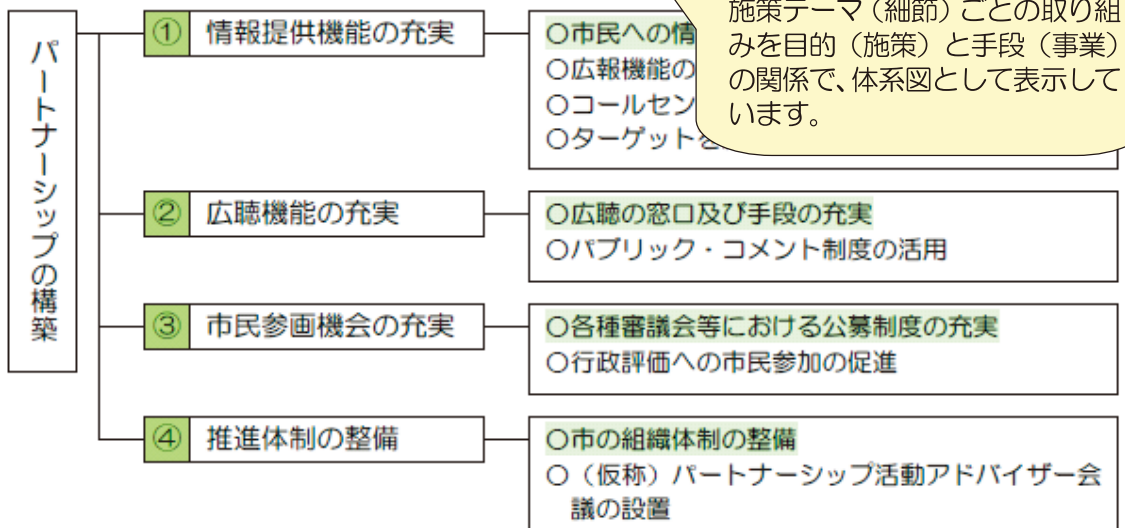 パートナーシップの構築
① 情報提供機能の充実
○市民への情
○広報機能の
○コールセン
○ターゲットを
施策テーマ（細節）ごとの取り組
みを目的（施策）と手段（事業）
の関係で、体系図として表示して
います。
② 広聴機能の充実
○広聴の窓口及び手段の充実
○パブリック・コメント制度の活用
③ 市民参画機会の充実
○各種審議会等における公募制度の充実
○行政評価への市民参加の促進
④ 推進体制の整備
○市の組織体制の整備
○（仮称）パートナーシップ活動アドバイザー会
議の設置